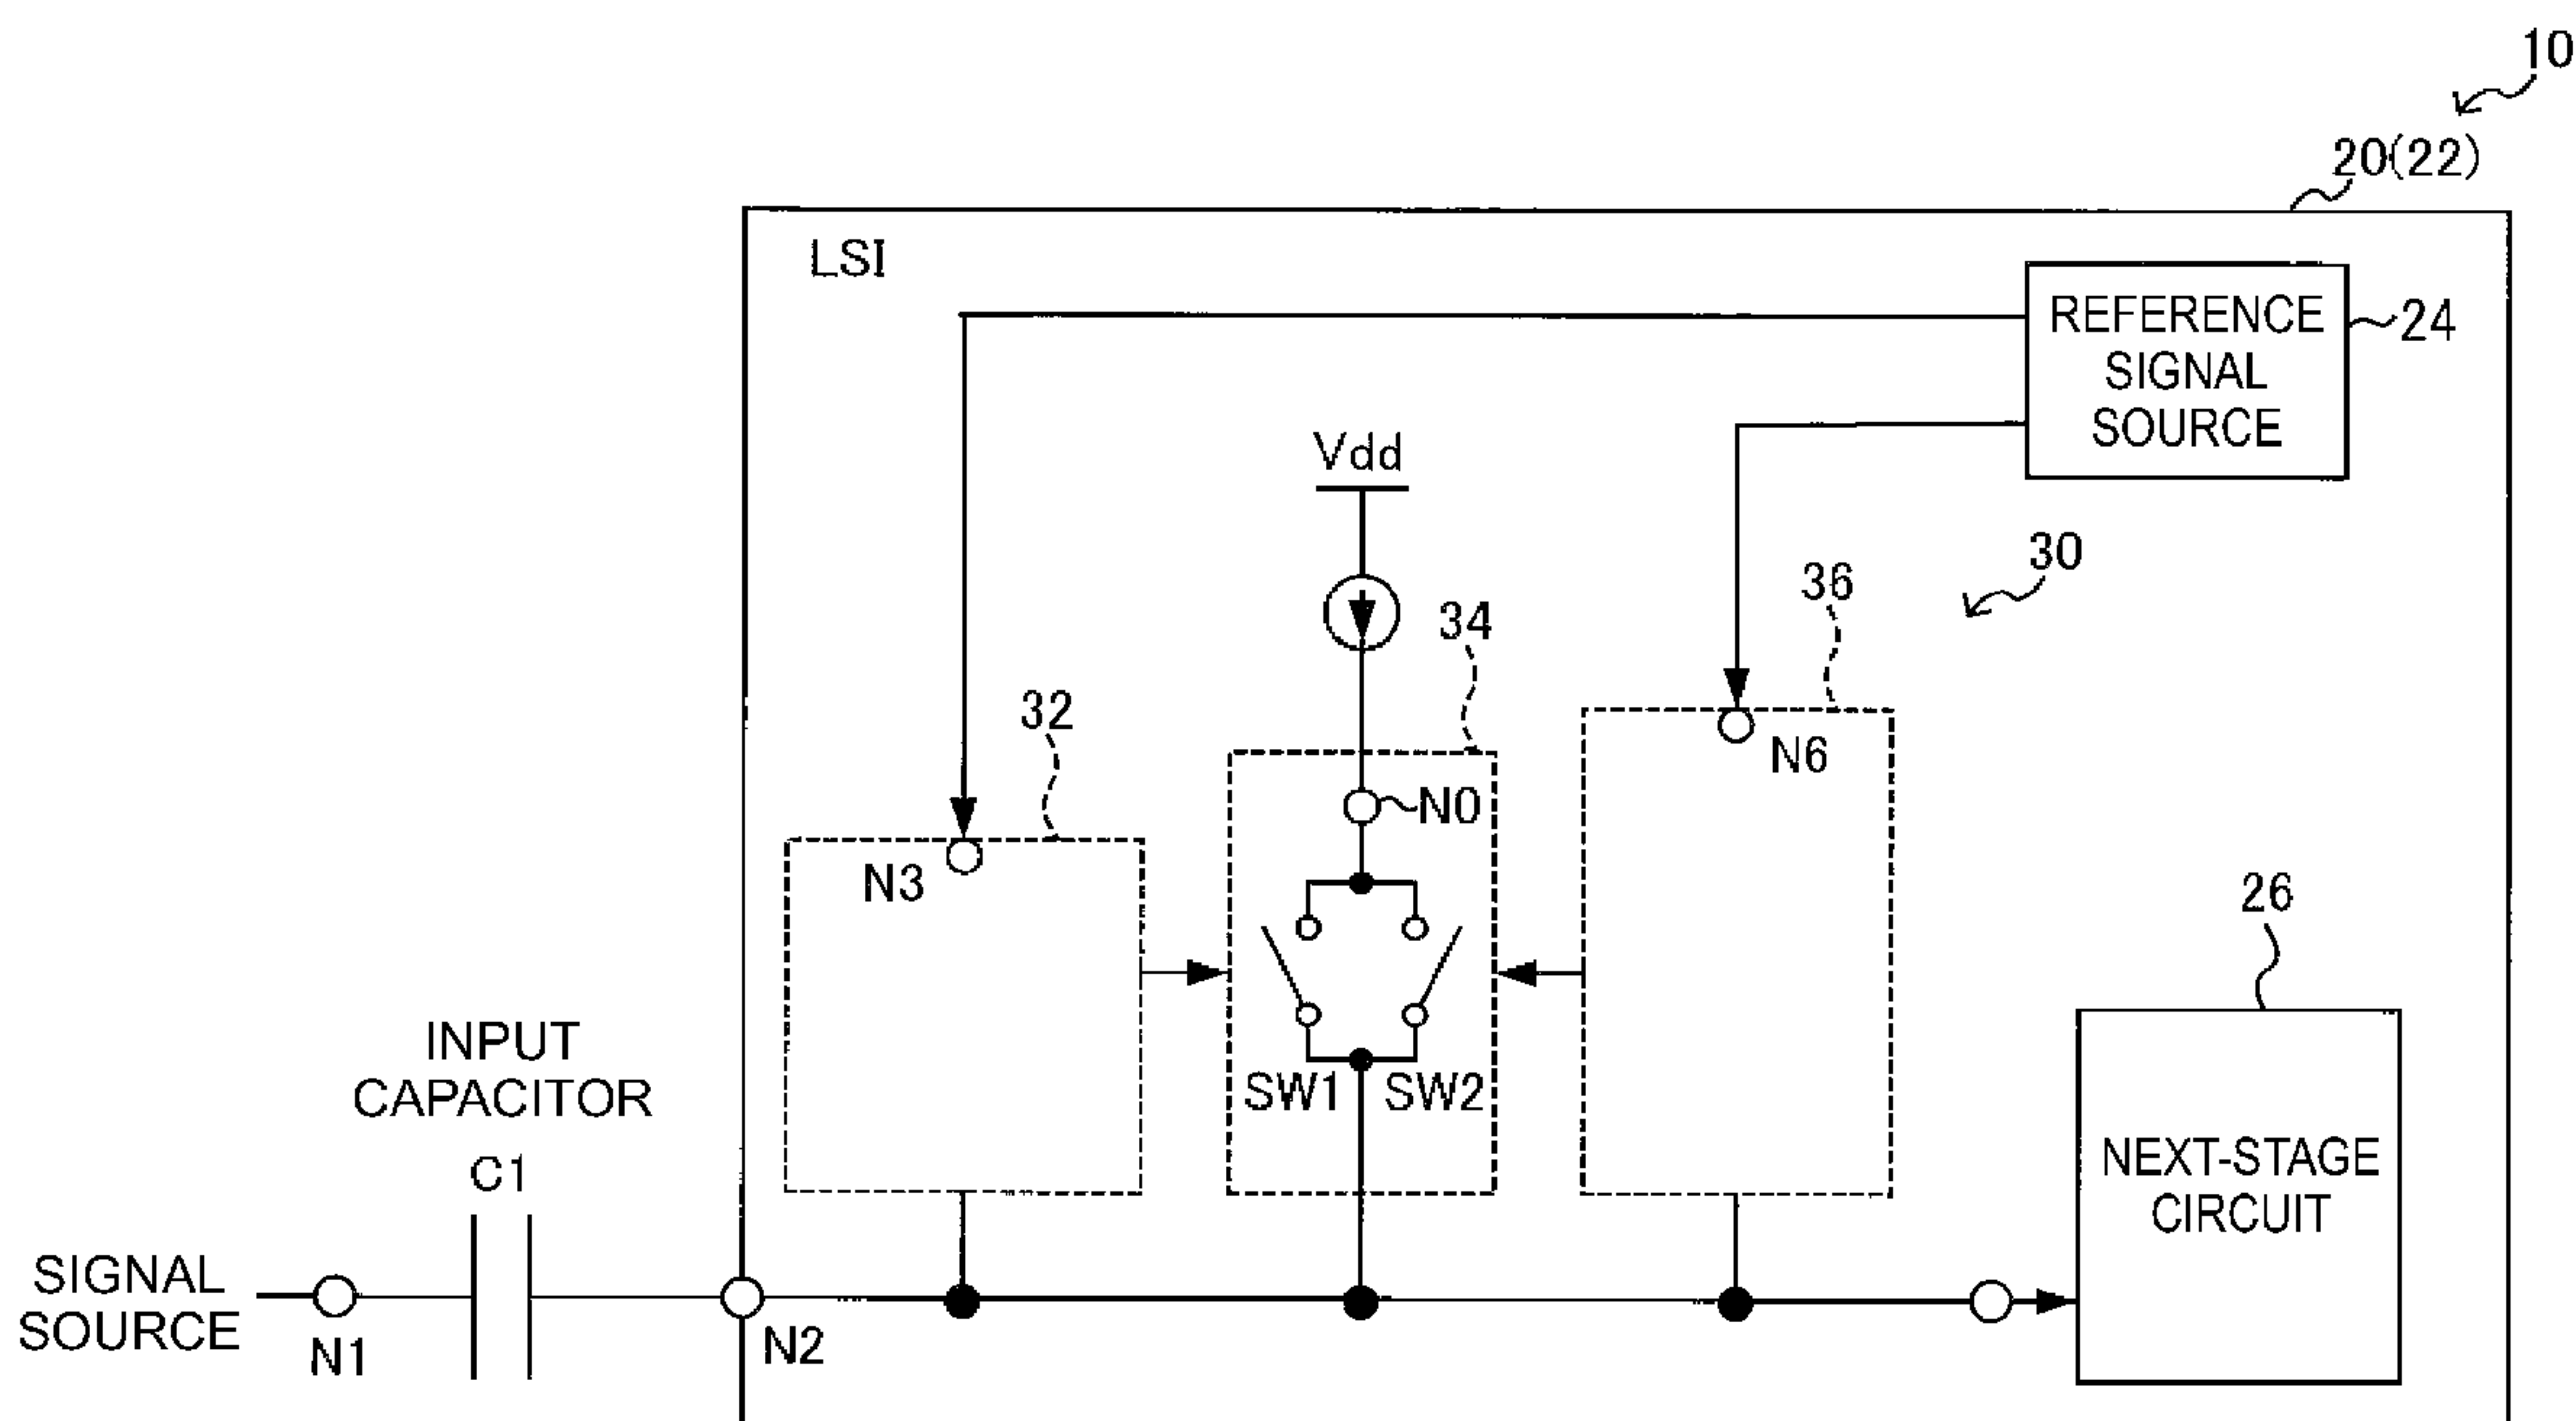 10
20(22)
LSI
REFERENCE
SIGNAL
SOURCE
24
Vdd
30
36
34
32
N6
N0
N3
26
INPUT
CAPACITOR
C1
SW1
SW2
NEXT-STAGE
CIRCUIT
SIGNAL
SOURCE
N1
N2